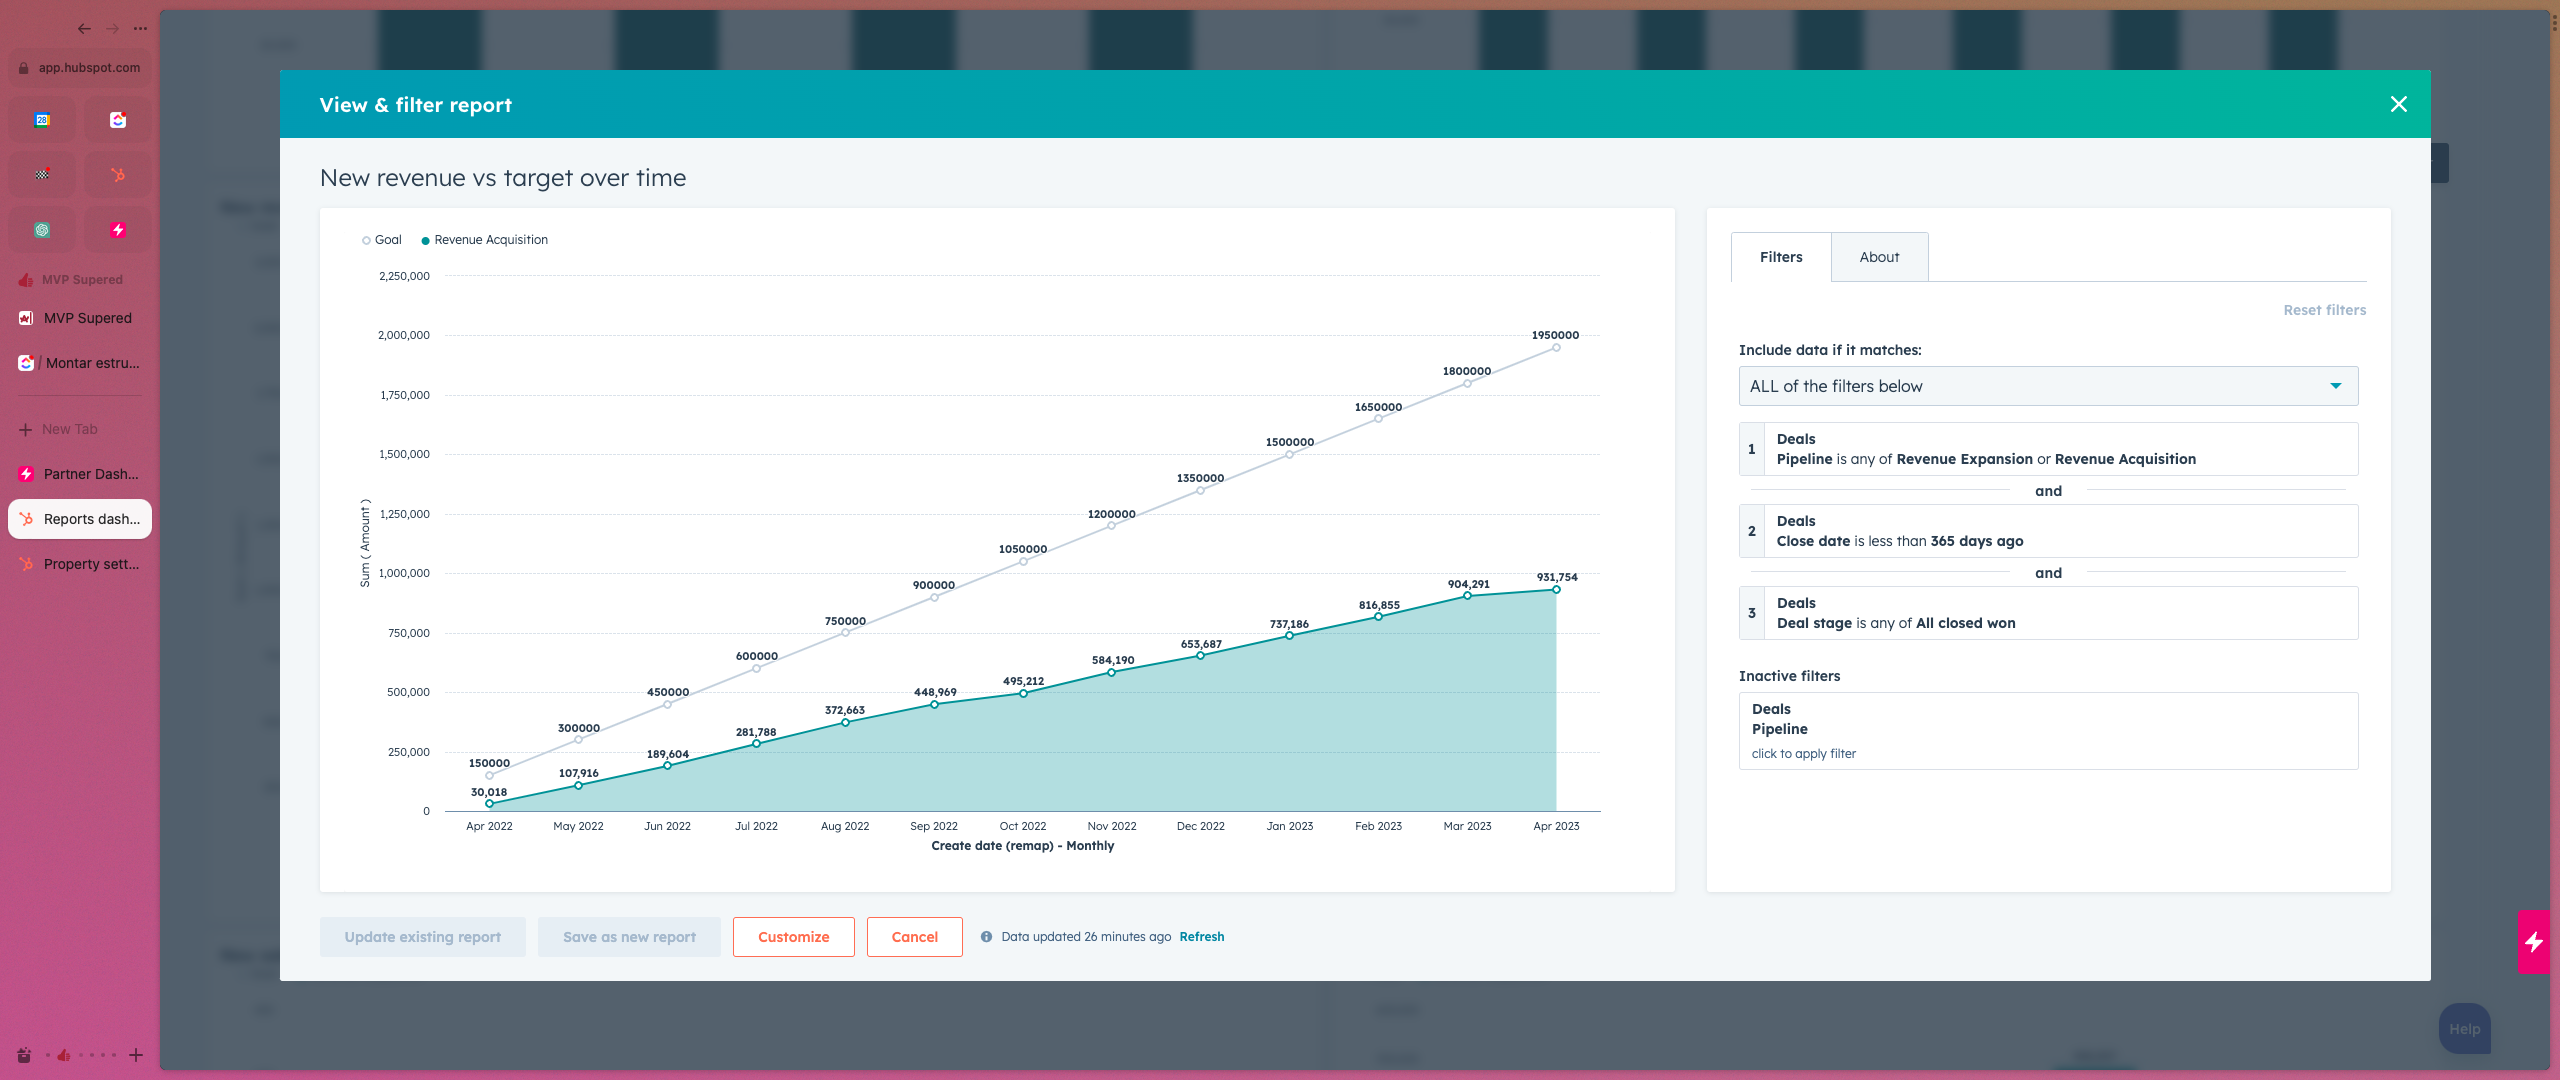 app.hubspot.com
28
MVP Supered
MVP Supered
/ Montar estru...
New Tab
Partner Dash...
Reports dash...
Property sett...
View & filter report
New revenue vs target over time
Goal
Revenue Acquisition
2,250,000
2,000,000
1,750,000
1,500,000
1,250,000
1,000,000
750,000
500,000
250,000
0
Sum ( Amount )
150000
300000
450000
600000
750000
900000
1050000
1200000
1350000
1500000
1650000
1800000
1950000
30,018
107,916
189,604
281,788
372,663
448,969
495,212
584,190
653,687
737,186
816,855
904,291
931,754
Apr 2022
May 2022
Jun 2022
Jul 2022
Aug 2022
Sep 2022
Oct 2022
Nov 2022
Dec 2022
Jan 2023
Feb 2023
Mar 2023
Apr 2023
Create date (remap) - Monthly
Filters
About
Reset filters
Include data if it matches:
ALL of the filters below
1
Deals
Pipeline is any of Revenue Expansion or Revenue Acquisition
and
2
Deals
Close date is less than 365 days ago
and
3
Deals
Deal stage is any of All closed won
Inactive filters
Deals
Pipeline
click to apply filter
Update existing report
Save as new report
Customize
Cancel
Data updated 26 minutes ago
Refresh
Help